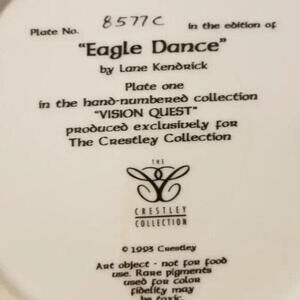 Plate No. 8577C in the edition of
"Eagle Dance"
by Lane Kendrick
Plate one
in the hand-numbered collection
"VISION QUEST"
produced exclusively for
The Crestley Collection
THE
CRESTLEY
COLLECTION
© 1993 Crestley
Art object - not for food
use. Rare pigments
used for color
fidelity may be
toxic.